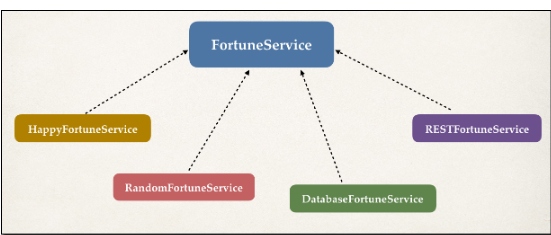 FortuneService
HappyFortuneService
RESTFortuneService
RandomFortuneService
DatabaseFortuneService